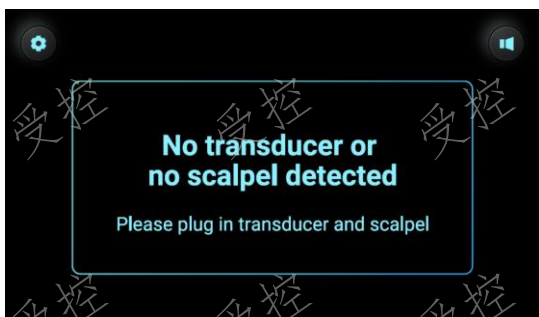 受控 受控 受控
No transducer or
no scalpel detected
Please plug in transducer and scalpel
受控 受控 受控